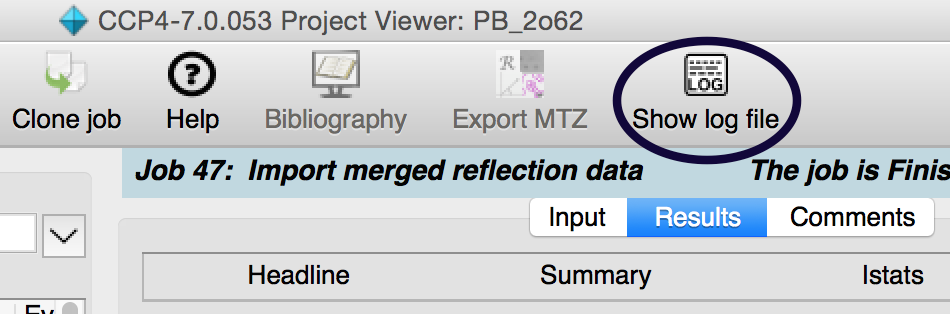 CCP4-7.0.053 Project Viewer: PB_2o62
Clone job Help Bibliography Export MTZ LOG Show log file
Job 47: Import merged reflection data The job is Finis
Input Results Comments
Headline Summary Istats
Ev